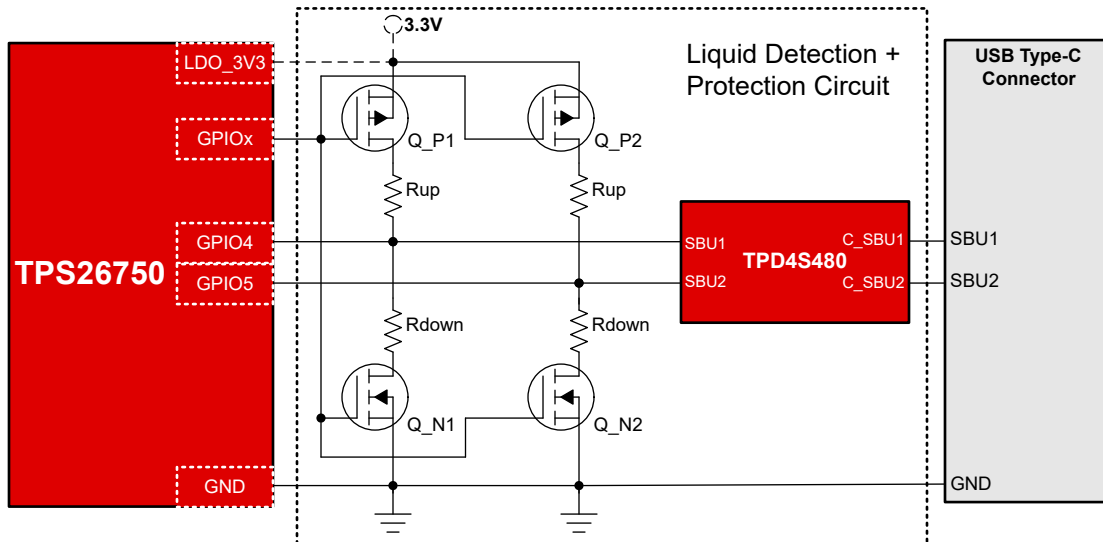 3.3V
LDO_3V3
Liquid Detection +
Protection Circuit
USB Type-C
Connector
GPIOx
Q_P1
Q_P2
Rup
Rup
GPIO4
SBU1
C_SBU1
SBU1
TPS26750
TPD4S480
GPIO5
SBU2
C_SBU2
SBU2
Rdown
Rdown
Q_N1
Q_N2
GND
GND